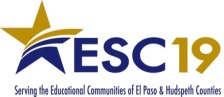 ESC19
Serving the Educational Communities of El Paso & Hudspeth Counties